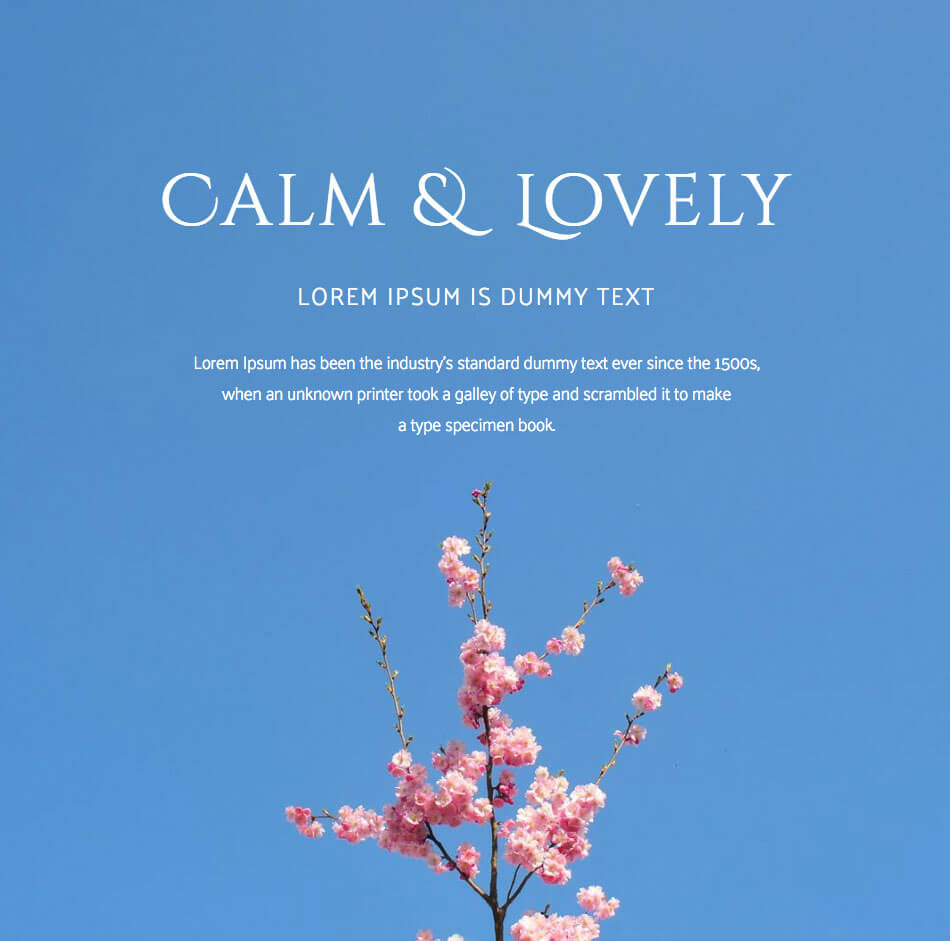 CALM & LOVELY
LOREM IPSUM IS DUMMY TEXT
Lorem Ipsum has been the industry's standard dummy text ever since the 1500s,
when an unknown printer took a galley of type and scrambled it to make
a type specimen book.